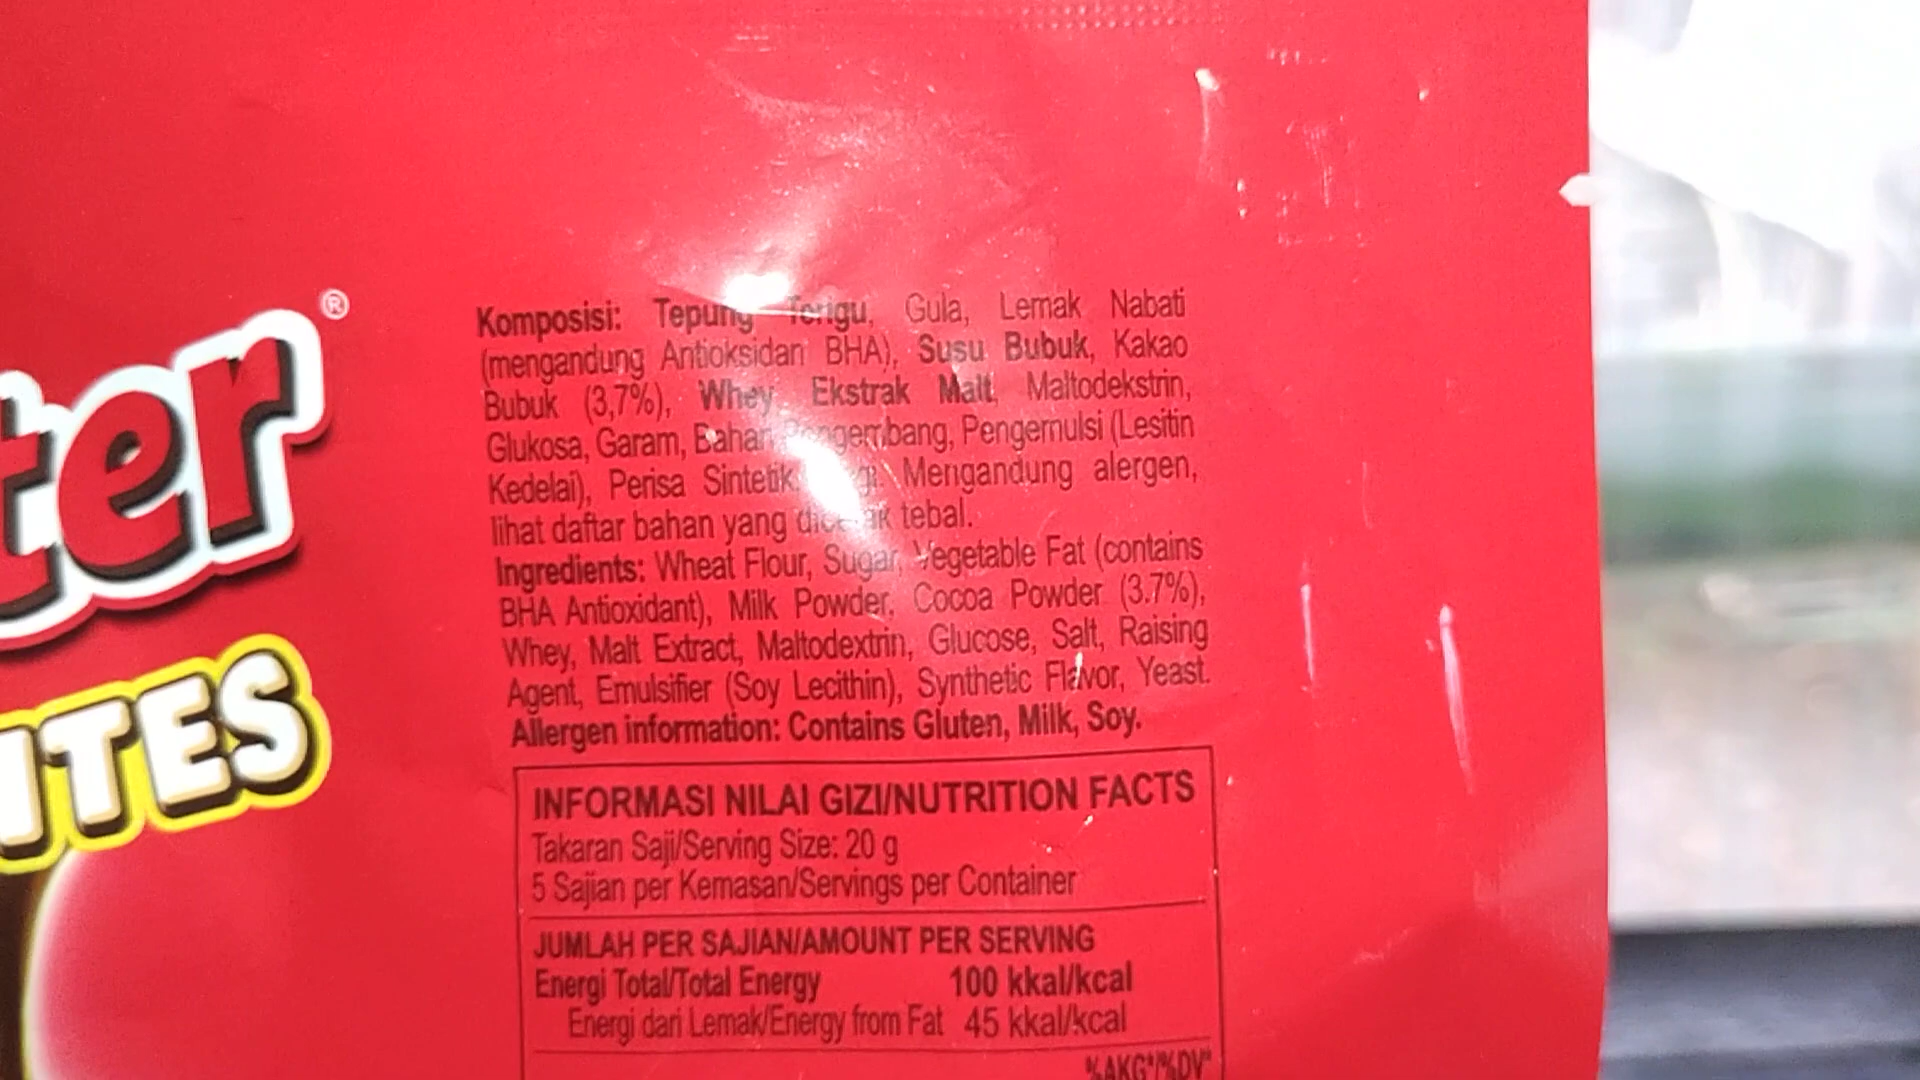 ter®
ITES
Komposisi: Tepung Terigu, Gula, Lemak Nabati
(mengandung Antioksidan BHA), Susu Bubuk, Kakao
Bubuk (3,7%), Whey, Ekstrak Malt, Maltodekstrin,
Glukosa, Garam, Bahan Pengembang, Pengemulsi (Lesitin
Kedelai), Perisa Sintetik, Mengandung alergen,
lihat daftar bahan yang dicetak tebal.
Ingredients: Wheat Flour, Sugar, Vegetable Fat (contains
BHA Antioxidant), Milk Powder, Cocoa Powder (3.7%),
Whey, Malt Extract, Maltodextrin, Glucose, Salt, Raising
Agent, Emulsifier (Soy Lecithin), Synthetic Flavor, Yeast.
Allergen information: Contains Gluten, Milk, Soy.
INFORMASI NILAI GIZI/NUTRITION FACTS
Takaran Saji/Serving Size: 20 g
5 Sajian per Kemasan/Servings per Container
JUMLAH PER SAJIAN/AMOUNT PER SERVING
Energi Total/Total Energy 100 kkal/kcal
Energi dari Lemak/Energy from Fat 45 kkal/kcal
%AKG*/%DV*